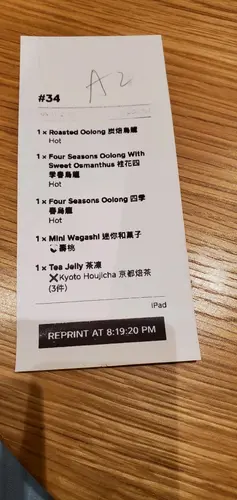 A2
#34
1 x Roasted Oolong 炭焙烏龍
Hot
1 x Four Seasons Oolong With
Sweet Osmanthus 桂花四
季春烏龍
Hot
1 x Four Seasons Oolong 四季
春烏龍
Hot
1 x Mini Wagashi 迷你和菓子
壽桃
1 x Tea Jelly 茶凍
Kyoto Houjicha 京都焙茶
(3件)
iPad
REPRINT AT 8:19:20 PM